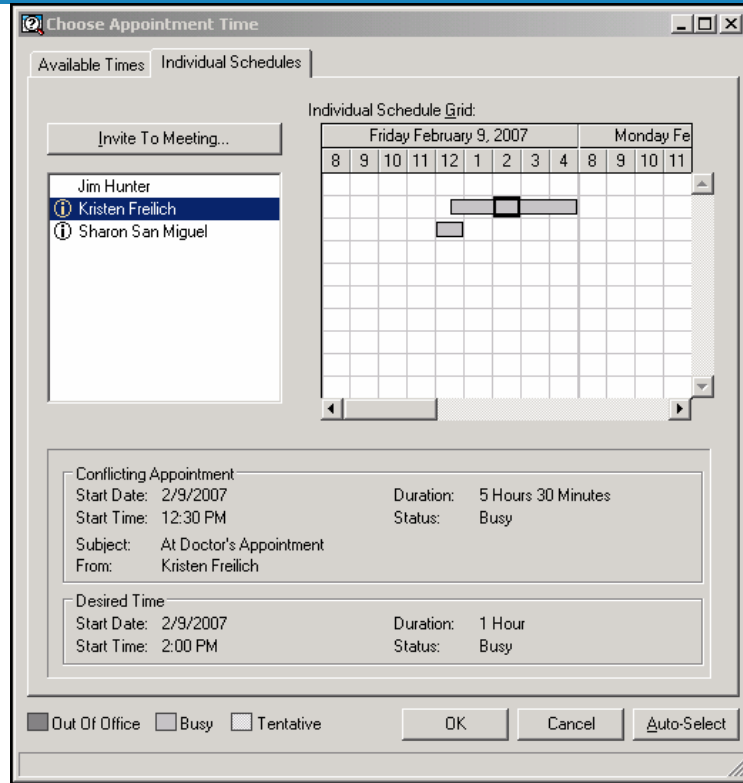 Choose Appointment Time
Available Times Individual Schedules
Individual Schedule Grid:
Invite To Meeting...
Friday February 9, 2007 Monday Fe
8 9 10 11 12 1 2 3 4 8 9 10 11
Jim Hunter
Kristen Freilich
Sharon San Miguel
Conflicting Appointment
Start Date: 2/9/2007 Duration: 5 Hours 30 Minutes
Start Time: 12:30 PM Status: Busy
Subject: At Doctor's Appointment
From: Kristen Freilich
Desired Time
Start Date: 2/9/2007 Duration: 1 Hour
Start Time: 2:00 PM Status: Busy
Out Of Office Busy Tentative OK Cancel Auto-Select